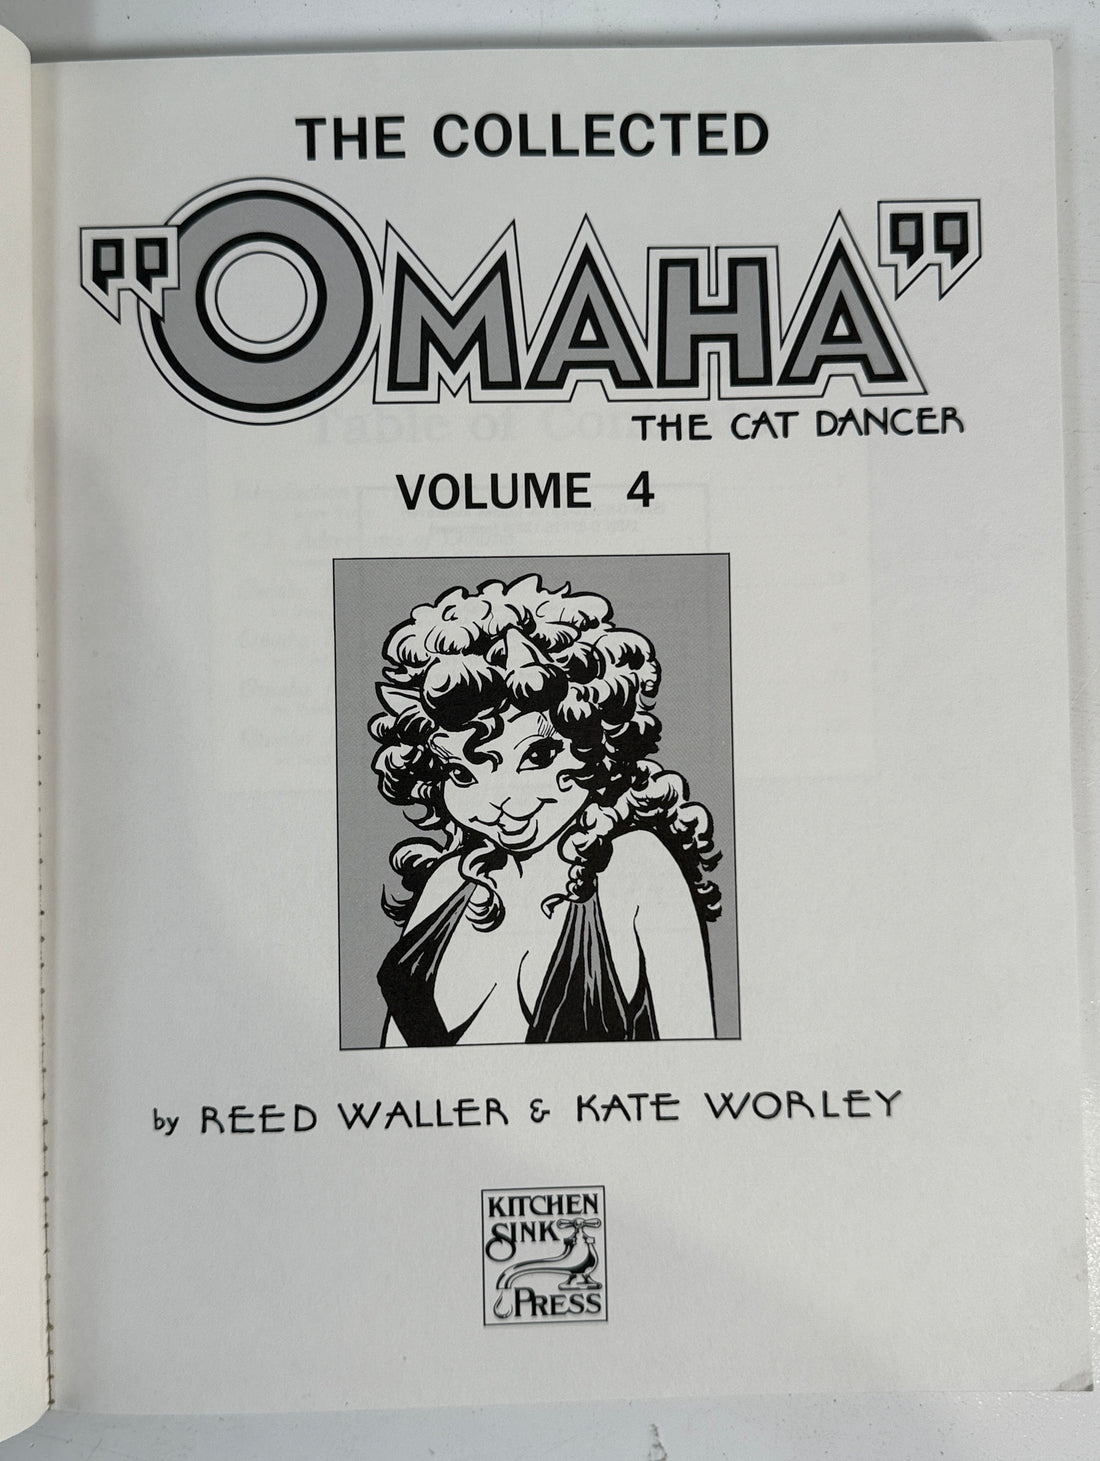 THE COLLECTED
"OMAHA"
THE CAT DANCER
VOLUME 4
by REED WALLER & KATE WORLEY
KITCHEN
SINK
PRESS